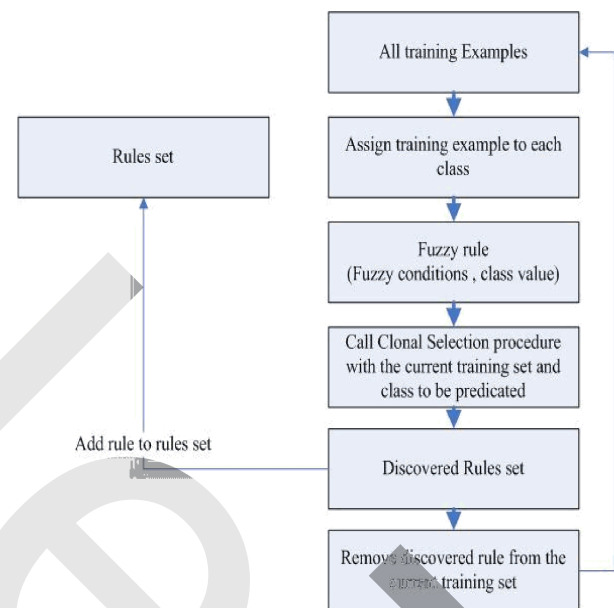 All training Examples
Rules set
Assign training example to each
class
Fuzzy rule
(Fuzzy conditions , class value)
Call Clonal Selection procedure
with the current training set and
class to be predicated
Add rule to rules set
Discovered Rules set
Remove discovered rule from the
current training set